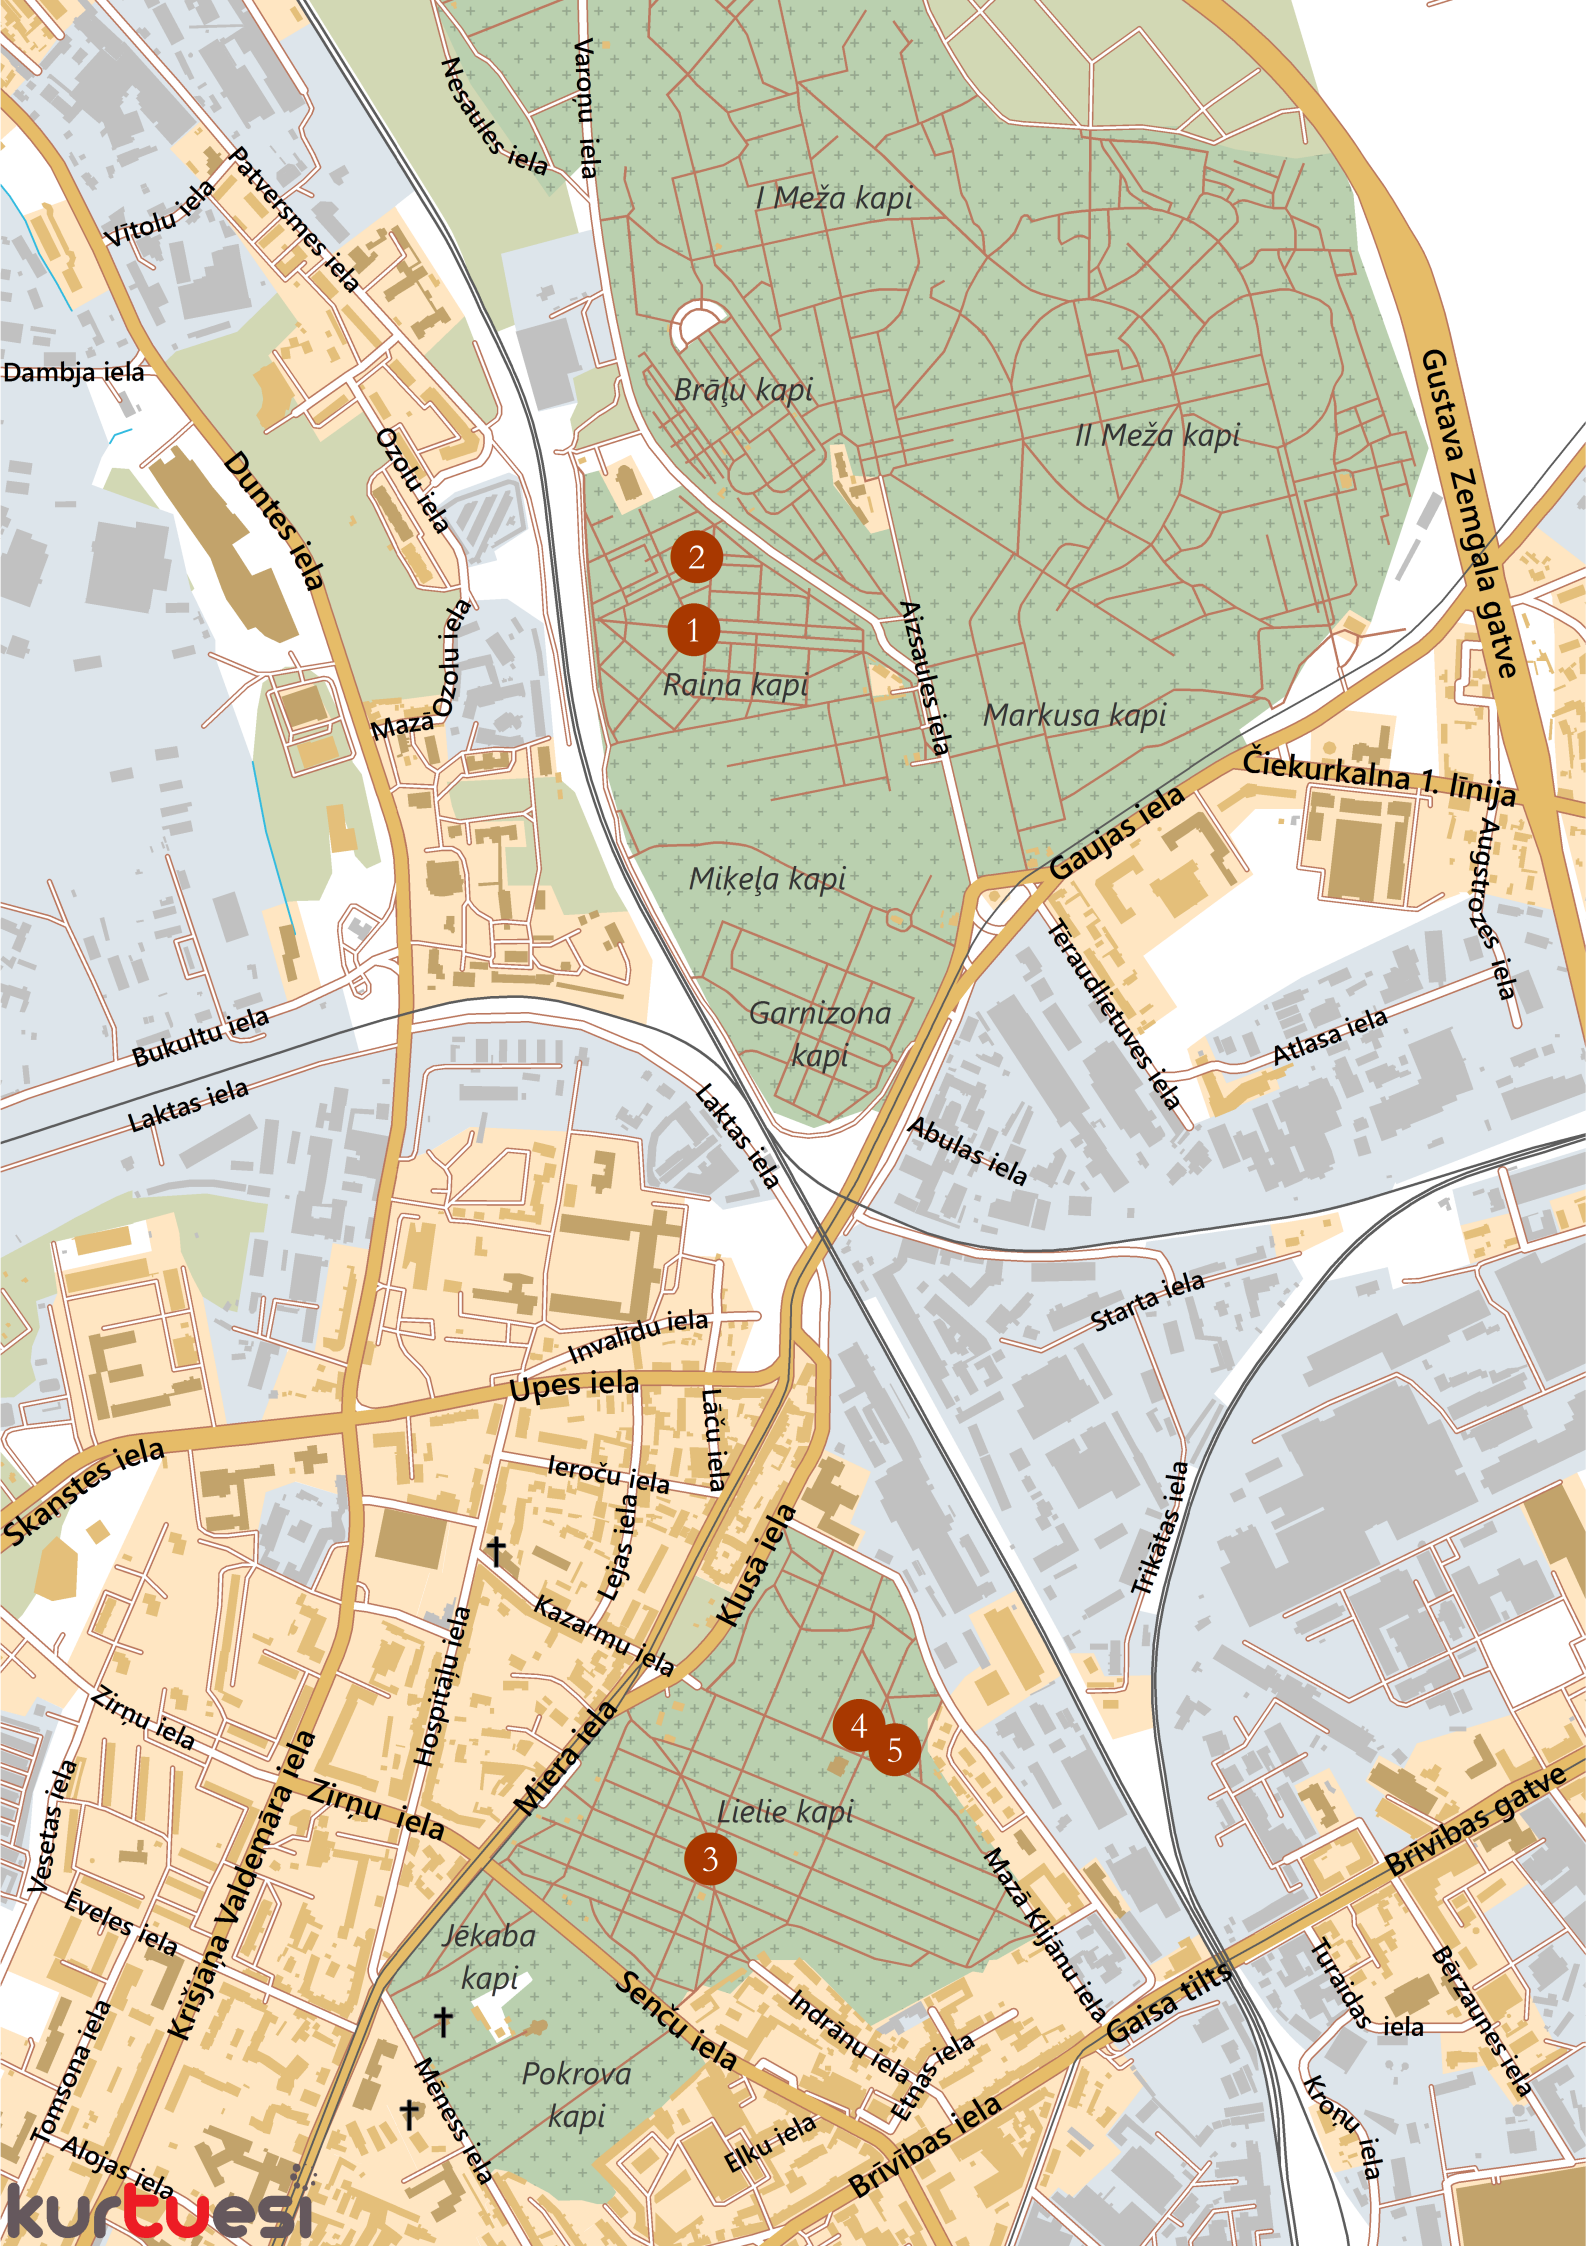 Nesaules iela
Varoņu iela
Patversmes iela
Vītolu iela
I Meža kapi
Dambja iela
Brāļu kapi
II Meža kapi
Gustava Zemgala gatve
Ozolu iela
Duntes iela
2
1
Aizsaules iela
Mazā Ozolu iela
Raiņa kapi
Markusa kapi
Čiekurkalna 1. līnija
Gaujas iela
Augstrozes iela
Miķeļa kapi
Tēraudlietuves iela
Garnizona
kapi
Bukultu iela
Atlasa iela
Laktas iela
Laktas iela
Abulas iela
Starta iela
Invalīdu iela
Upes iela
Lāču iela
Skanstes iela
Ieroču iela
Lejas iela
Klusā iela
Trikātas iela
Kazarmu iela
Hospitāļu iela
Zirņu iela
Miera iela
4
5
Zirņu iela
Vesetas iela
Krišjāņa Valdemāra iela
Lielie kapi
3
Brīvības gatve
Mazā Klijānu iela
Ēveles iela
Jēkaba
kapi
Senču iela
Indrānu iela
Gaisa tilts
Turaidas iela
Bērzaunes iela
Etnas iela
Tomsona iela
Mēness iela
Pokrova
kapi
Elku iela
Brīvības iela
Kroņu iela
Alojas iela
kurtuesi